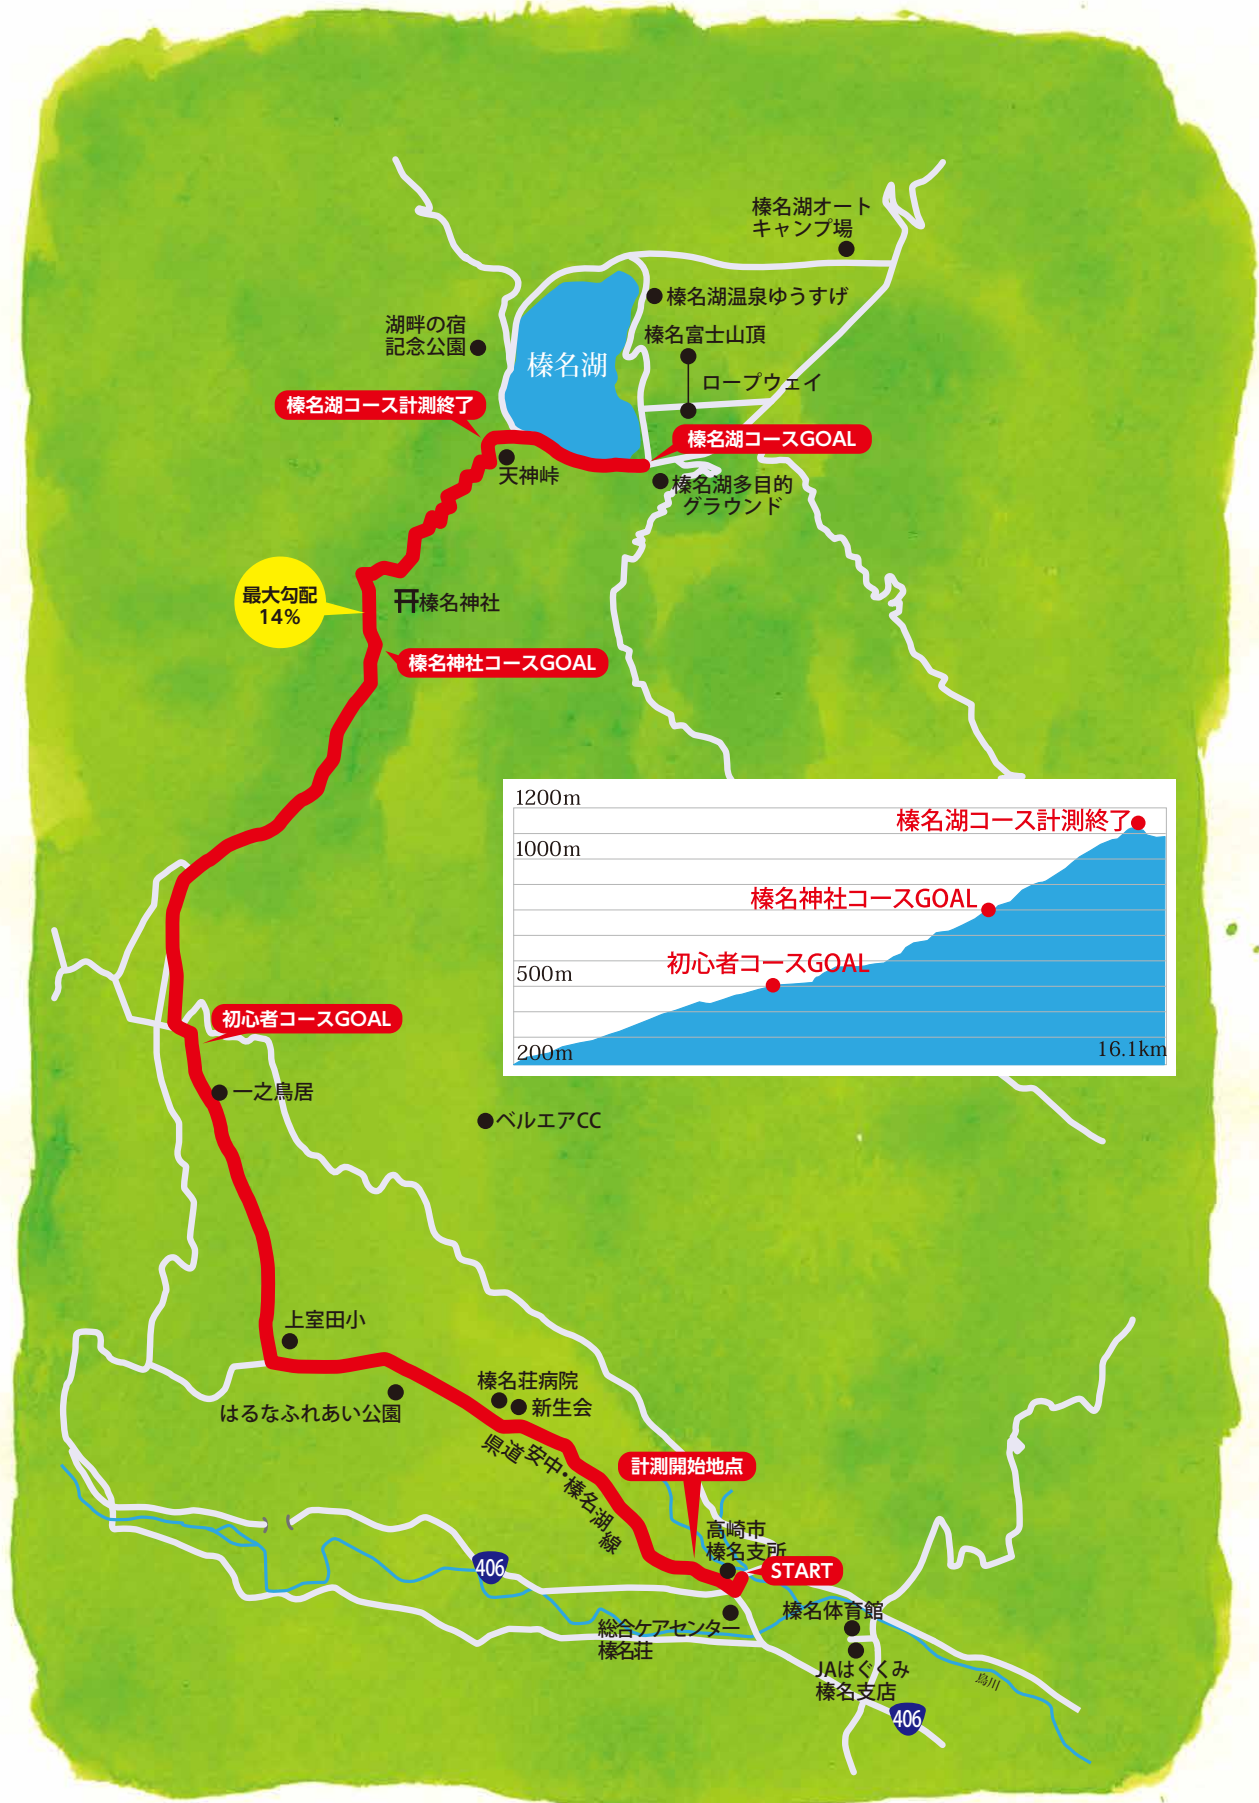 榛名湖オート
キャンプ場
榛名湖温泉ゆうすげ
湖畔の宿
記念公園
榛名富士山頂
榛名湖
ロープウェイ
榛名湖コース計測終了
榛名湖コースGOAL
天神峠
榛名湖多目的
グラウンド
最大勾配
14%
榛名神社
榛名神社コースGOAL
1200m
榛名湖コース計測終了
1000m
榛名神社コースGOAL
初心者コースGOAL
500m
200m
16.1km
初心者コースGOAL
一之鳥居
ベルエアCC
上室田小
はるなふれあい公園
榛名荘病院
新生会
県道安中・榛名湖線
計測開始地点
高崎市
榛名支所
START
406
総合ケアセンター
榛名荘
榛名体育館
JAはぐくみ
榛名支店
烏川
406